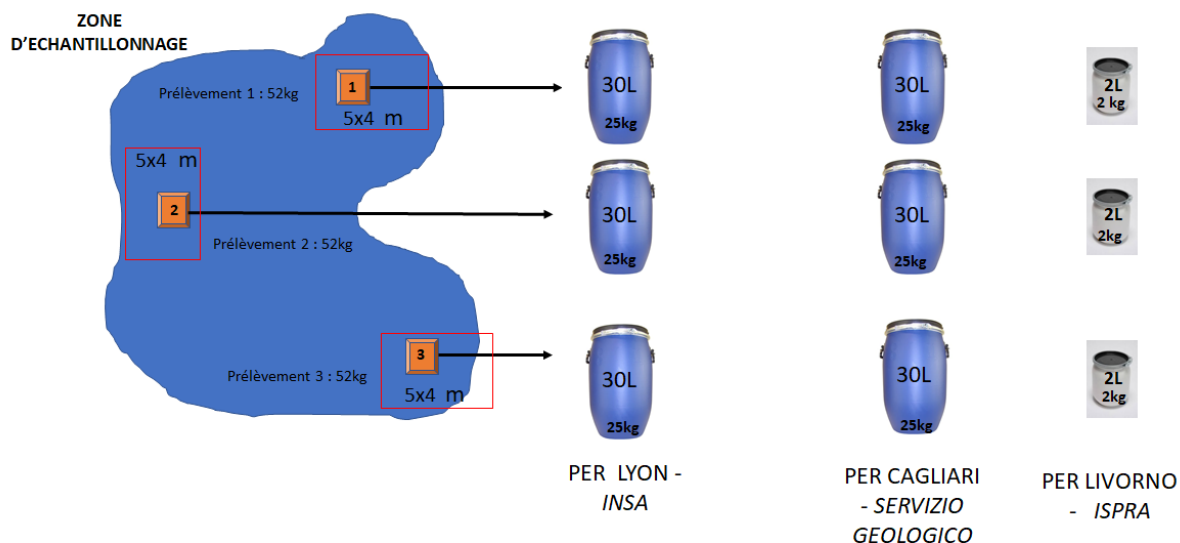 ZONE
D'ECHANTILLONNAGE
Prélèvement 1 : 52kg
1
5x4 m
30L
25kg
30L
25kg
2L
2 kg
5x4 m
2
Prélèvement 2 : 52kg
30L
25kg
30L
25kg
2L
2kg
3
Prélèvement 3 : 52kg
5x4 m
30L
25kg
30L
25kg
2L
2kg
PER LYON -
INSA
PER CAGLIARI
- SERVIZIO
GEOLOGICO
PER LIVORNO
- ISPRA